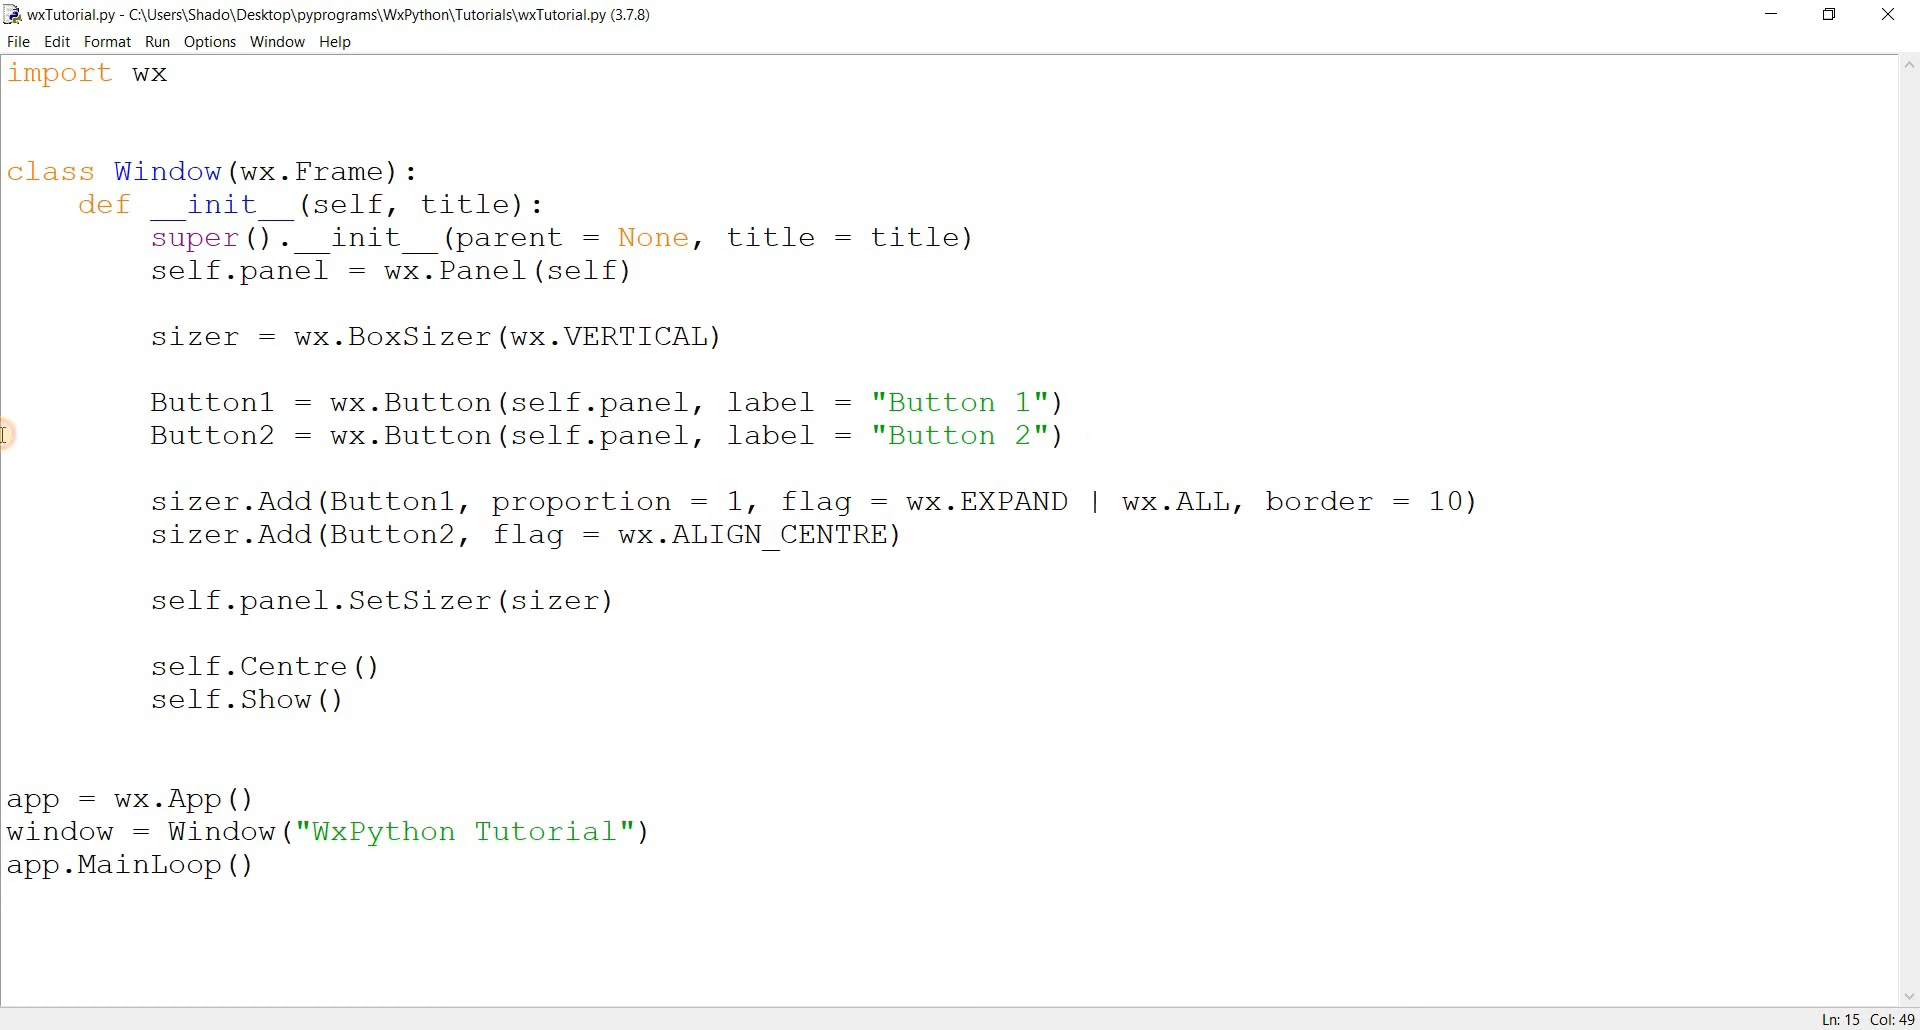 wxTutorial.py - C:\Users\Shado\Desktop\pyprograms\WxPython\Tutorials\wxTutorial.py (3.7.8)
File Edit Format Run Options Window Help
import wx
class Window(wx.Frame):
    def __init__(self, title):
        super().__init__(parent = None, title = title)
        self.panel = wx.Panel(self)
        sizer = wx.BoxSizer(wx.VERTICAL)
        Button1 = wx.Button(self.panel, label = "Button 1")
        Button2 = wx.Button(self.panel, label = "Button 2")
        sizer.Add(Button1, proportion = 1, flag = wx.EXPAND | wx.ALL, border = 10)
        sizer.Add(Button2, flag = wx.ALIGN_CENTRE)
        self.panel.SetSizer(sizer)
        self.Centre()
        self.Show()
app = wx.App()
window = Window("WxPython Tutorial")
app.MainLoop()
Ln: 15 Col: 49